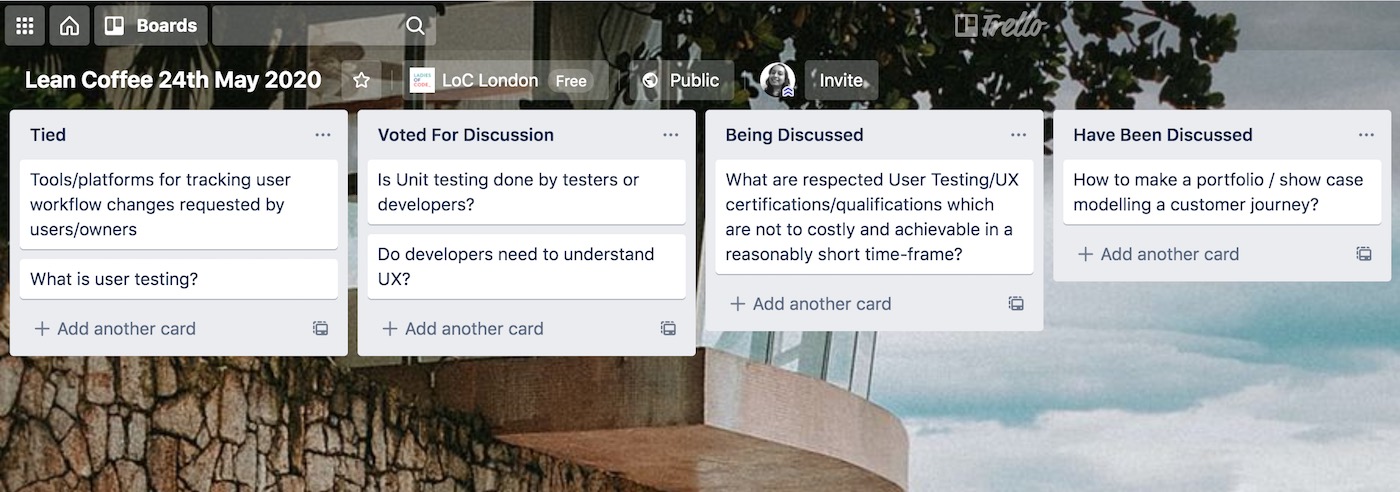 Boards
Trello
Lean Coffee 24th May 2020
LADIES
OF
CODE.
LoC London
Free
Public
Invite
Tied
Tools/platforms for tracking user
workflow changes requested by
users/owners
What is user testing?
+ Add another card
Voted For Discussion
Is Unit testing done by testers or
developers?
Do developers need to understand
UX?
+ Add another card
Being Discussed
What are respected User Testing/UX
certifications/qualifications which
are not to costly and achievable in a
reasonably short time-frame?
+ Add another card
Have Been Discussed
How to make a portfolio / show case
modelling a customer journey?
+ Add another card